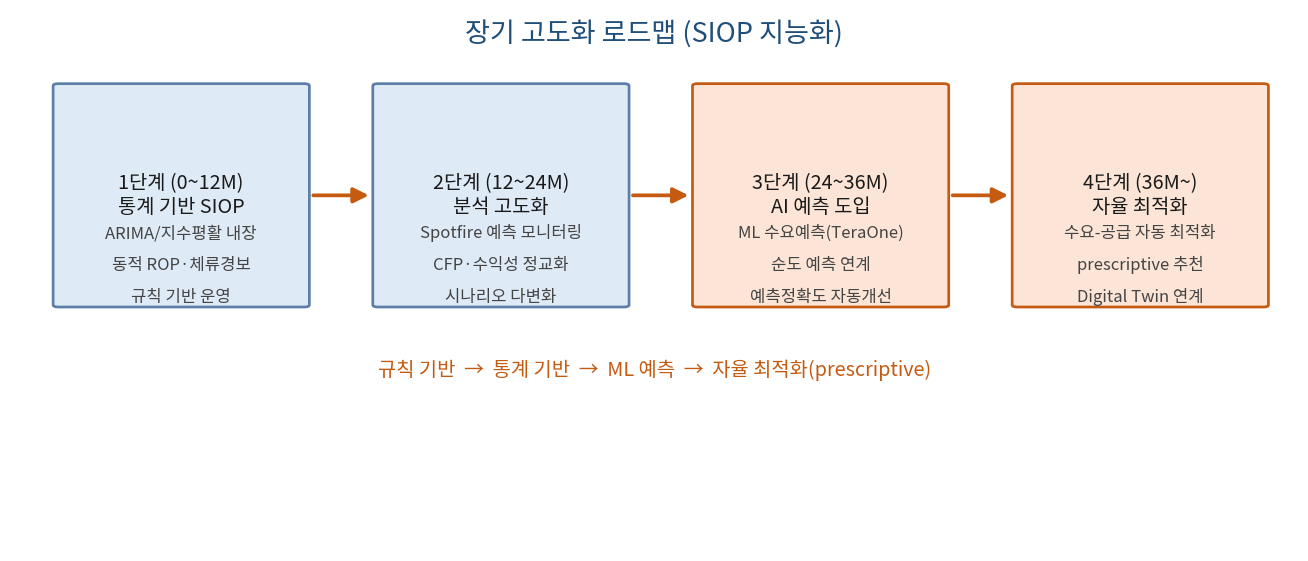 장기 고도화 로드맵 (SIOP 지능화)
1단계 (0~12M)
통계 기반 SIOP
ARIMA/지수평활 내장
동적 ROP·체류경보
규칙 기반 운영
2단계 (12~24M)
분석 고도화
Spotfire 예측 모니터링
CFP·수익성 정교화
시나리오 다변화
3단계 (24~36M)
AI 예측 도입
ML 수요예측(TeraOne)
순도 예측 연계
예측정확도 자동개선
4단계 (36M~)
자율 최적화
수요-공급 자동 최적화
prescriptive 추천
Digital Twin 연계
규칙 기반 → 통계 기반 → ML 예측 → 자율 최적화(prescriptive)